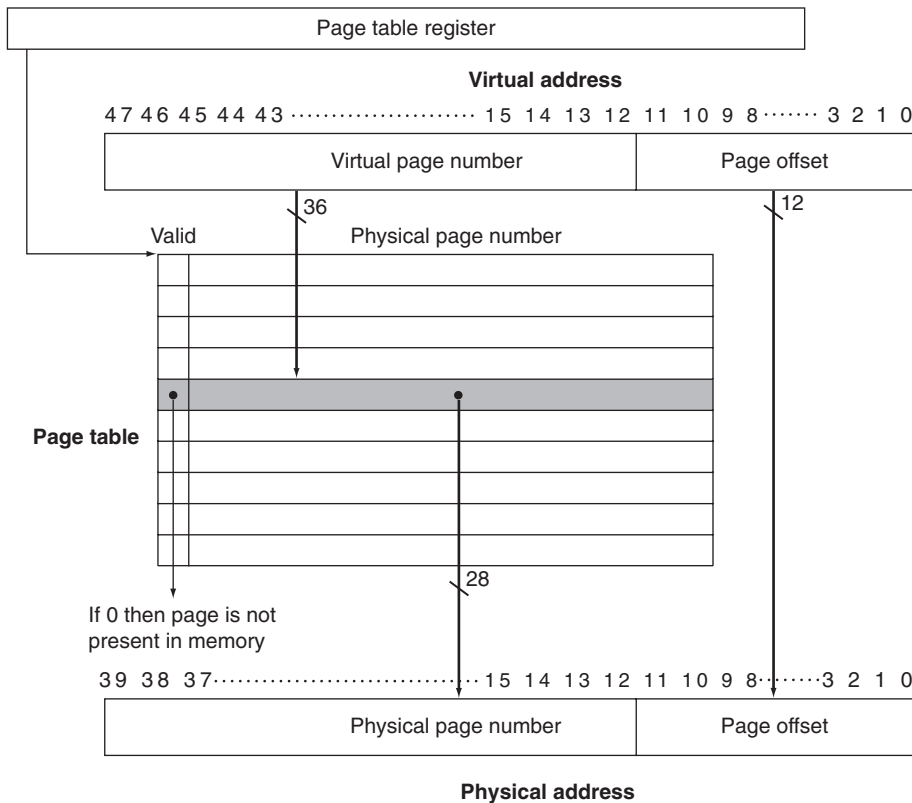 Page table register
Virtual address
47 46 45 44 43 ...................... 15 14 13 12 11 10 9 8 ....... 3 2 1 0
Virtual page number Page offset
36 12
Valid Physical page number
Page table
28
If 0 then page is not
present in memory
39 38 37 ................................ 15 14 13 12 11 10 9 8 ........ 3 2 1 0
Physical page number Page offset
Physical address